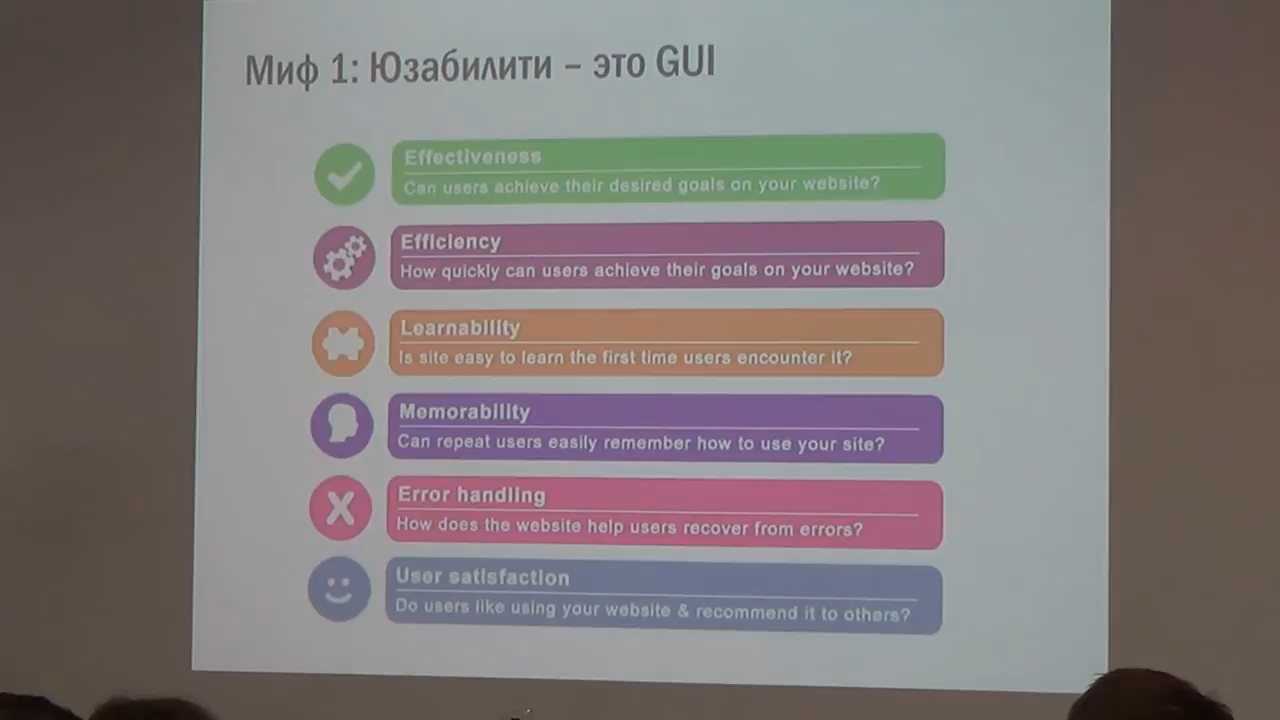 Миф 1: Юзабилити – это GUI
Effectiveness
Can users achieve their desired goals on your website?
Efficiency
How quickly can users achieve their goals on your website?
Learnability
Is site easy to learn the first time users encounter it?
Memorability
Can repeat users easily remember how to use your site?
Error handling
How does the website help users recover from errors?
User satisfaction
Do users like using your website & recommend it to others?